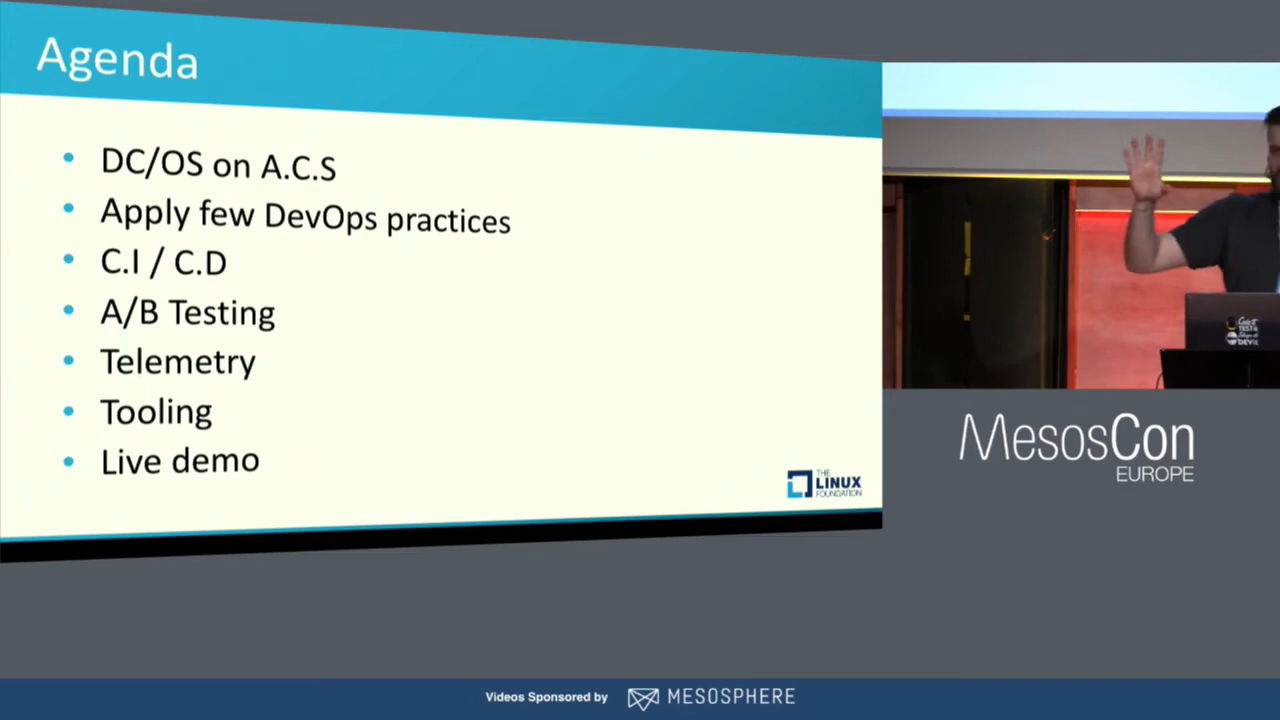 Agenda
DC/OS on A.C.S
Apply few DevOps practices
C.I / C.D
A/B Testing
Telemetry
Tooling
Live demo
THE
LINUX
FOUNDATION
MesosCon
EUROPE
Videos Sponsored by
MESOSPHERE